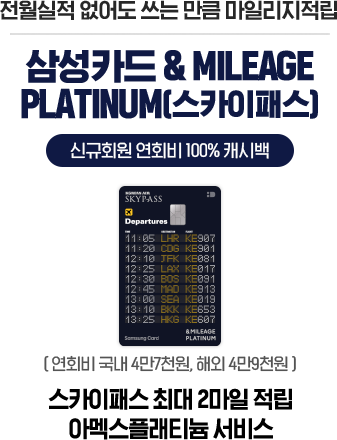 전월실적 없어도 쓰는 만큼 마일리지적립
삼성카드 & MILEAGE
PLATINUM(스카이패스)
신규회원 연회비 100% 캐시백
KOREAN AIR
SKYPASS
Departures
TIME DESTINATION FLIGHT
11:05 LHR KE907
11:20 CDG KE901
12:10 JFK KE081
12:25 LAX KE017
12:30 BOS KE091
12:45 MAD KE913
13:00 SEA KE019
13:10 BKK KE653
13:25 HKG KE607
Samsung Card
& MILEAGE
PLATINUM
( 연회비 국내 4만7천원, 해외 4만9천원 )
스카이패스 최대 2마일 적립
아멕스플래티늄 서비스